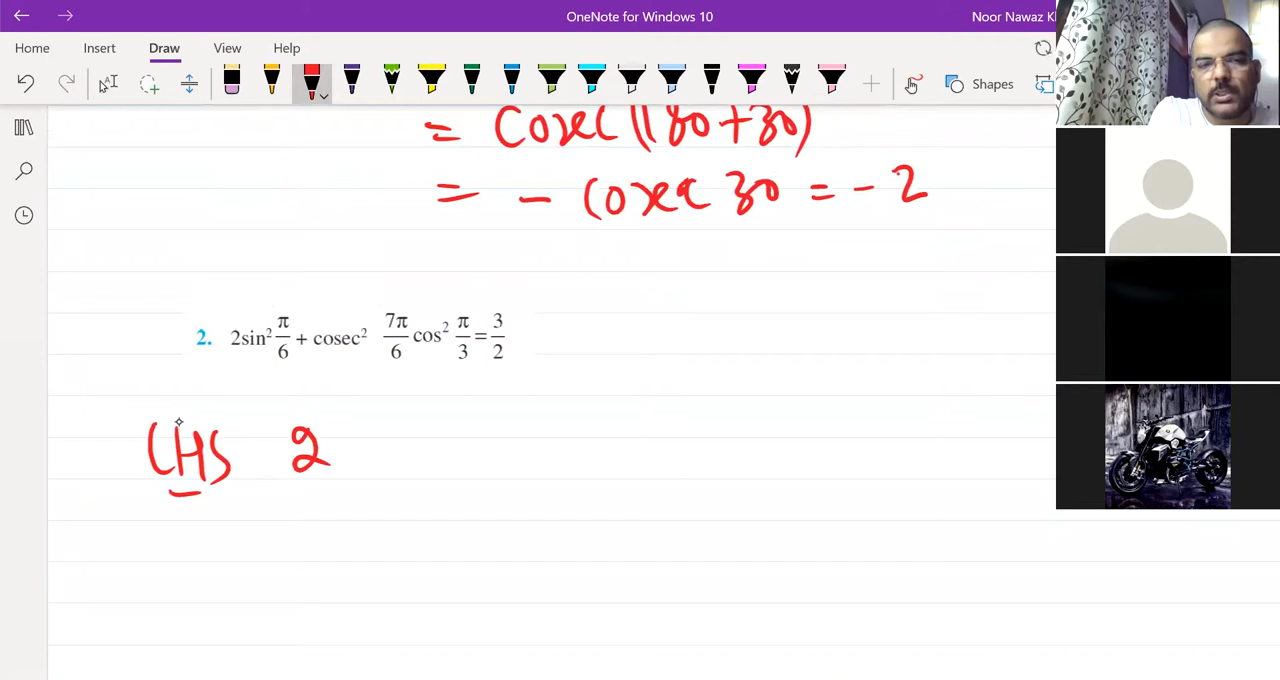 OneNote for Windows 10
Noor Nawaz Kh
Home Insert Draw View Help
Shapes
= Cosec (180+30)
= - cosec 30 = -2
2. 2sin² π/6 + cosec² 7π/6 cos² π/3 = 3/2
LHS 2